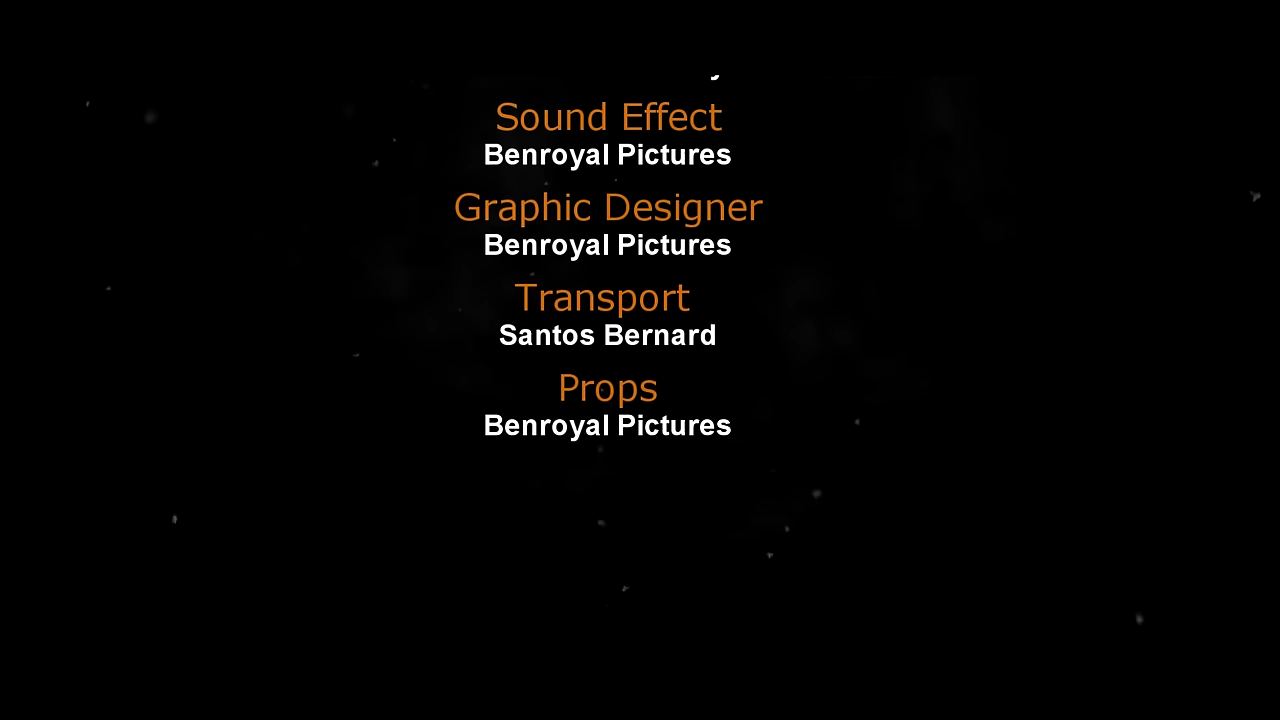 Sound Effect
Benroyal Pictures
Graphic Designer
Benroyal Pictures
Transport
Santos Bernard
Props
Benroyal Pictures